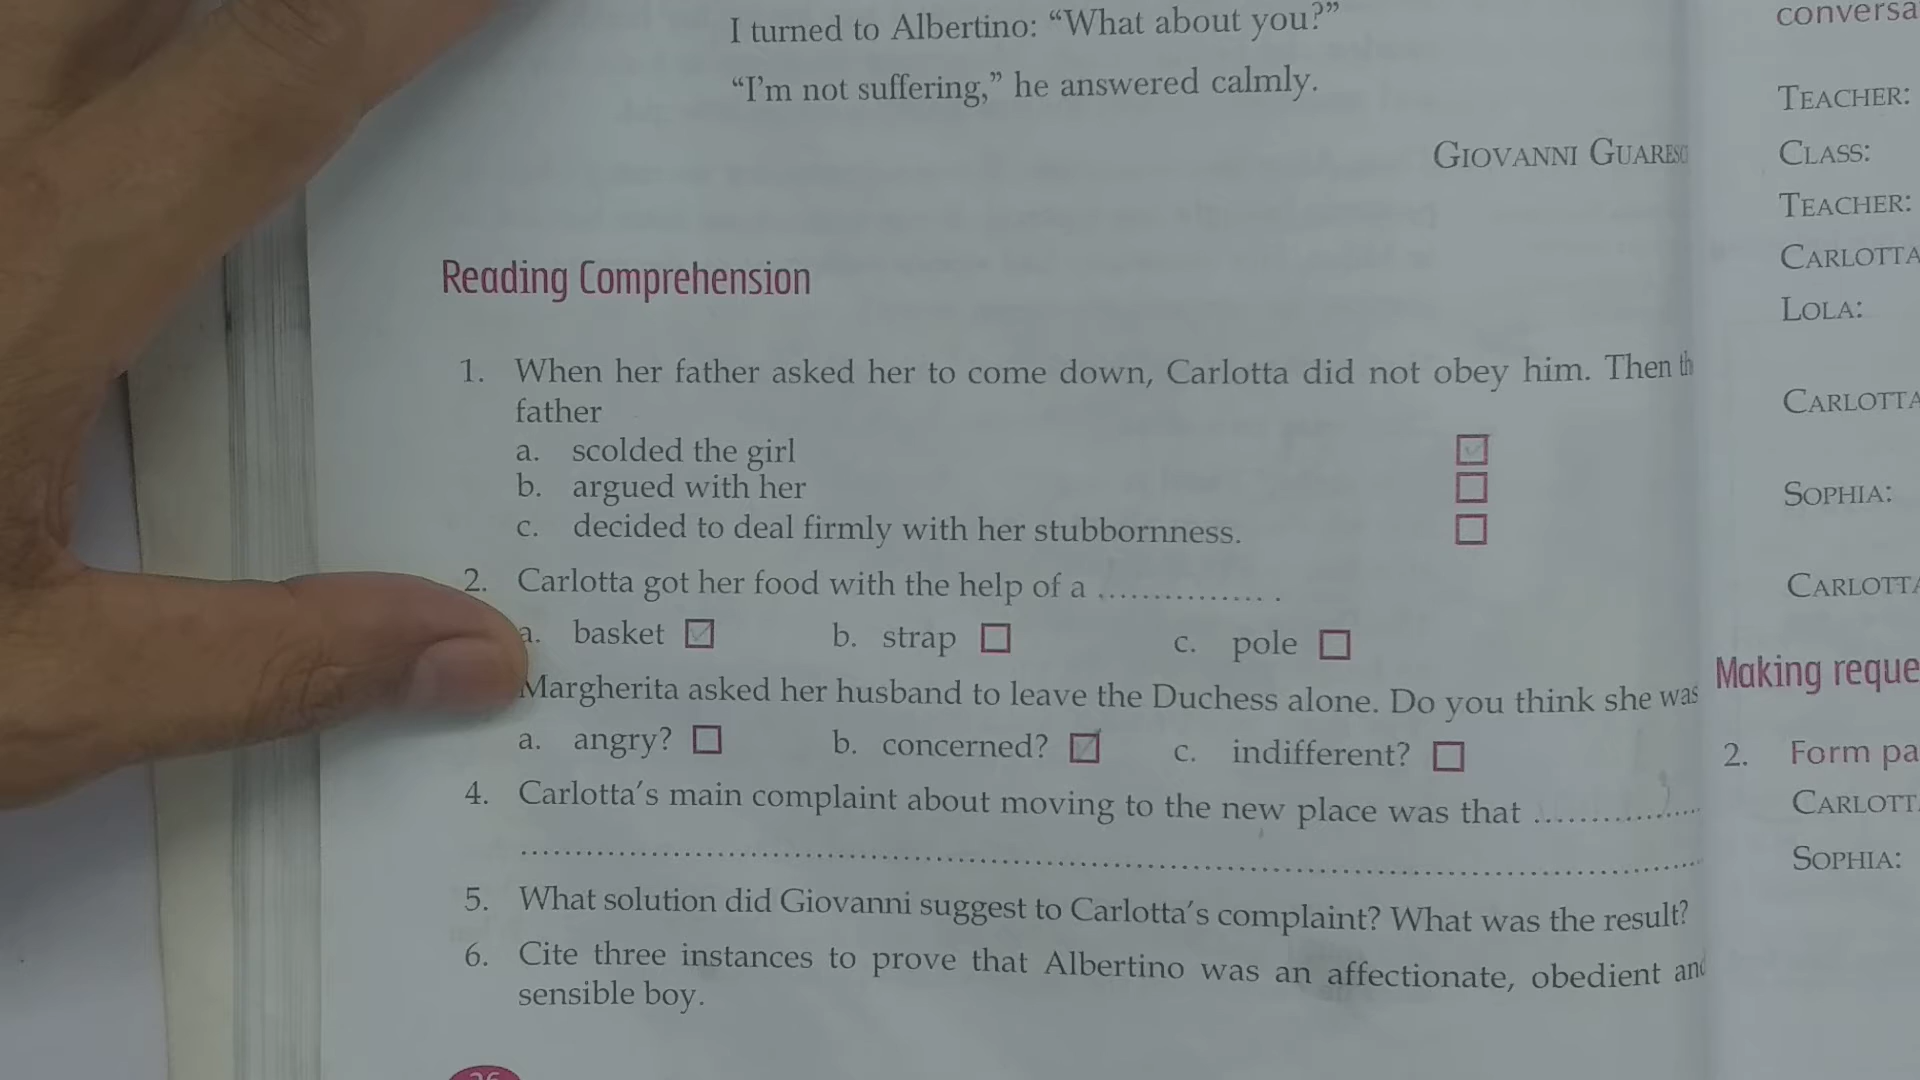 I turned to Albertino: “What about you?”
“I’m not suffering,” he answered calmly.
GIOVANNI
Reading Comprehension
1. When her father asked her to come down, Carlotta did not obey him. Then
father
a. scolded the girl
b. argued with her
c. decided to deal firmly with her stubbornness.
2. Carlotta got her food with the help of a .............. .
a. basket b. strap c. pole
Margherita asked her husband to leave the Duchess alone. Do you think she was
a. angry? b. concerned? c. indifferent?
4. Carlotta’s main complaint about moving to the new place was that ................
5. What solution did Giovanni suggest to Carlotta’s complaint? What was the result?
6. Cite three instances to prove that Albertino was an affectionate, obedient and
sensible boy.
TEACHER:
CLASS:
TEACHER:
CARLOTTA
LOLA:
CARLOTTA
SOPHIA:
CARLOTTA
Making
2. Form
SOPHIA: